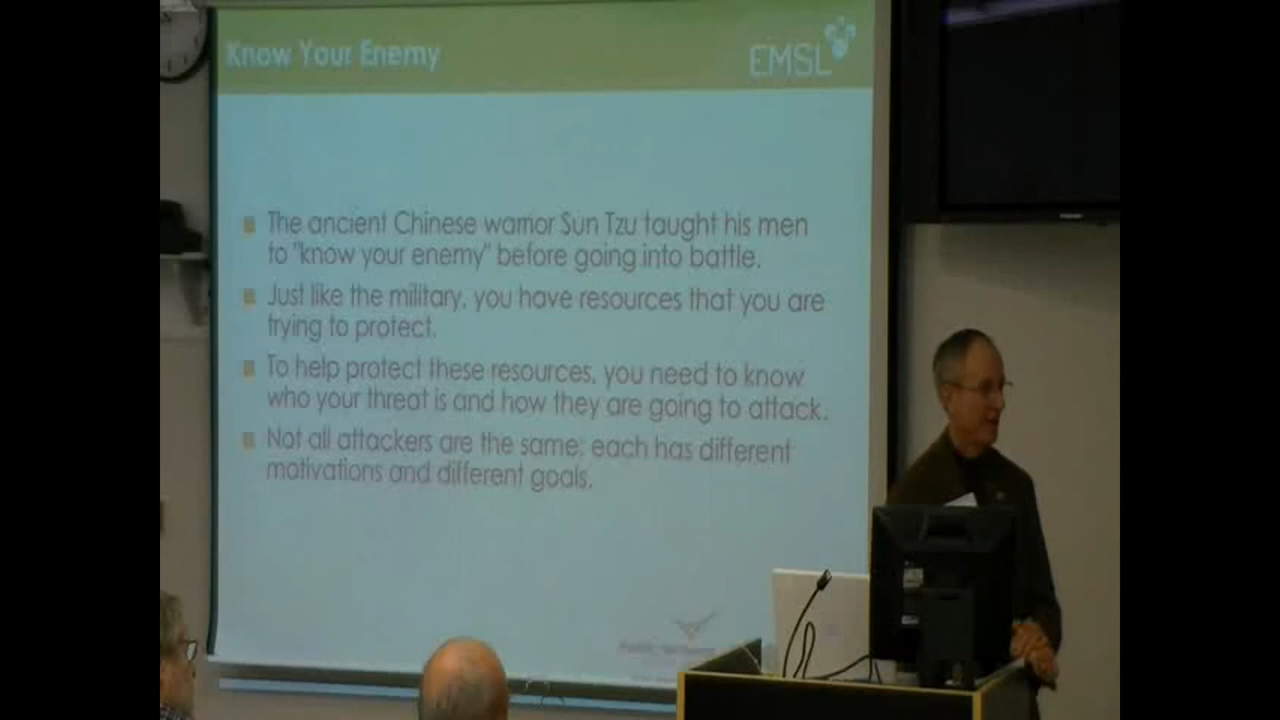 Know Your Enemy
EMSL
The ancient Chinese warrior Sun Tzu taught his men
to "know your enemy" before going into battle.
Just like the military, you have resources that you are
trying to protect.
To help protect these resources, you need to know
who your threat is and how they are going to attack.
Not all attackers are the same; each has different
motivations and different goals.